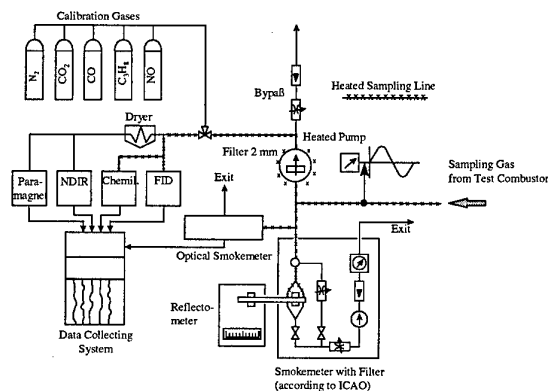 Calibration Gases
N₂
CO₂
CO
C₃H₈
NO
Bypaß
Heated Sampling Line
Dryer
Heated Pump
Filter 2 mm
Para-
magne
NDIR
Chemil.
FID
Exit
Sampling Gas
from Test Combustor
Exit
Optical Smokemeter
Reflecto-
meter
Data Collecting
System
Smokemeter with Filter
(according to ICAO)